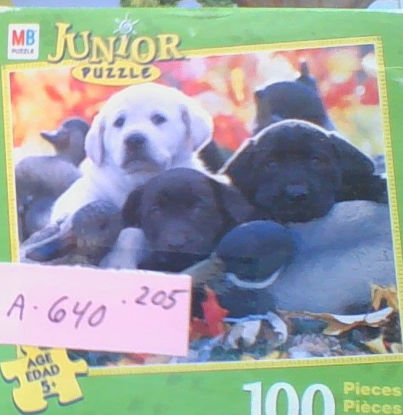 MB
PUZZLE
JUNIOR
PUZZLE
A. 640 .205
AGE
EDAD
5+
100 Pieces
Pièces